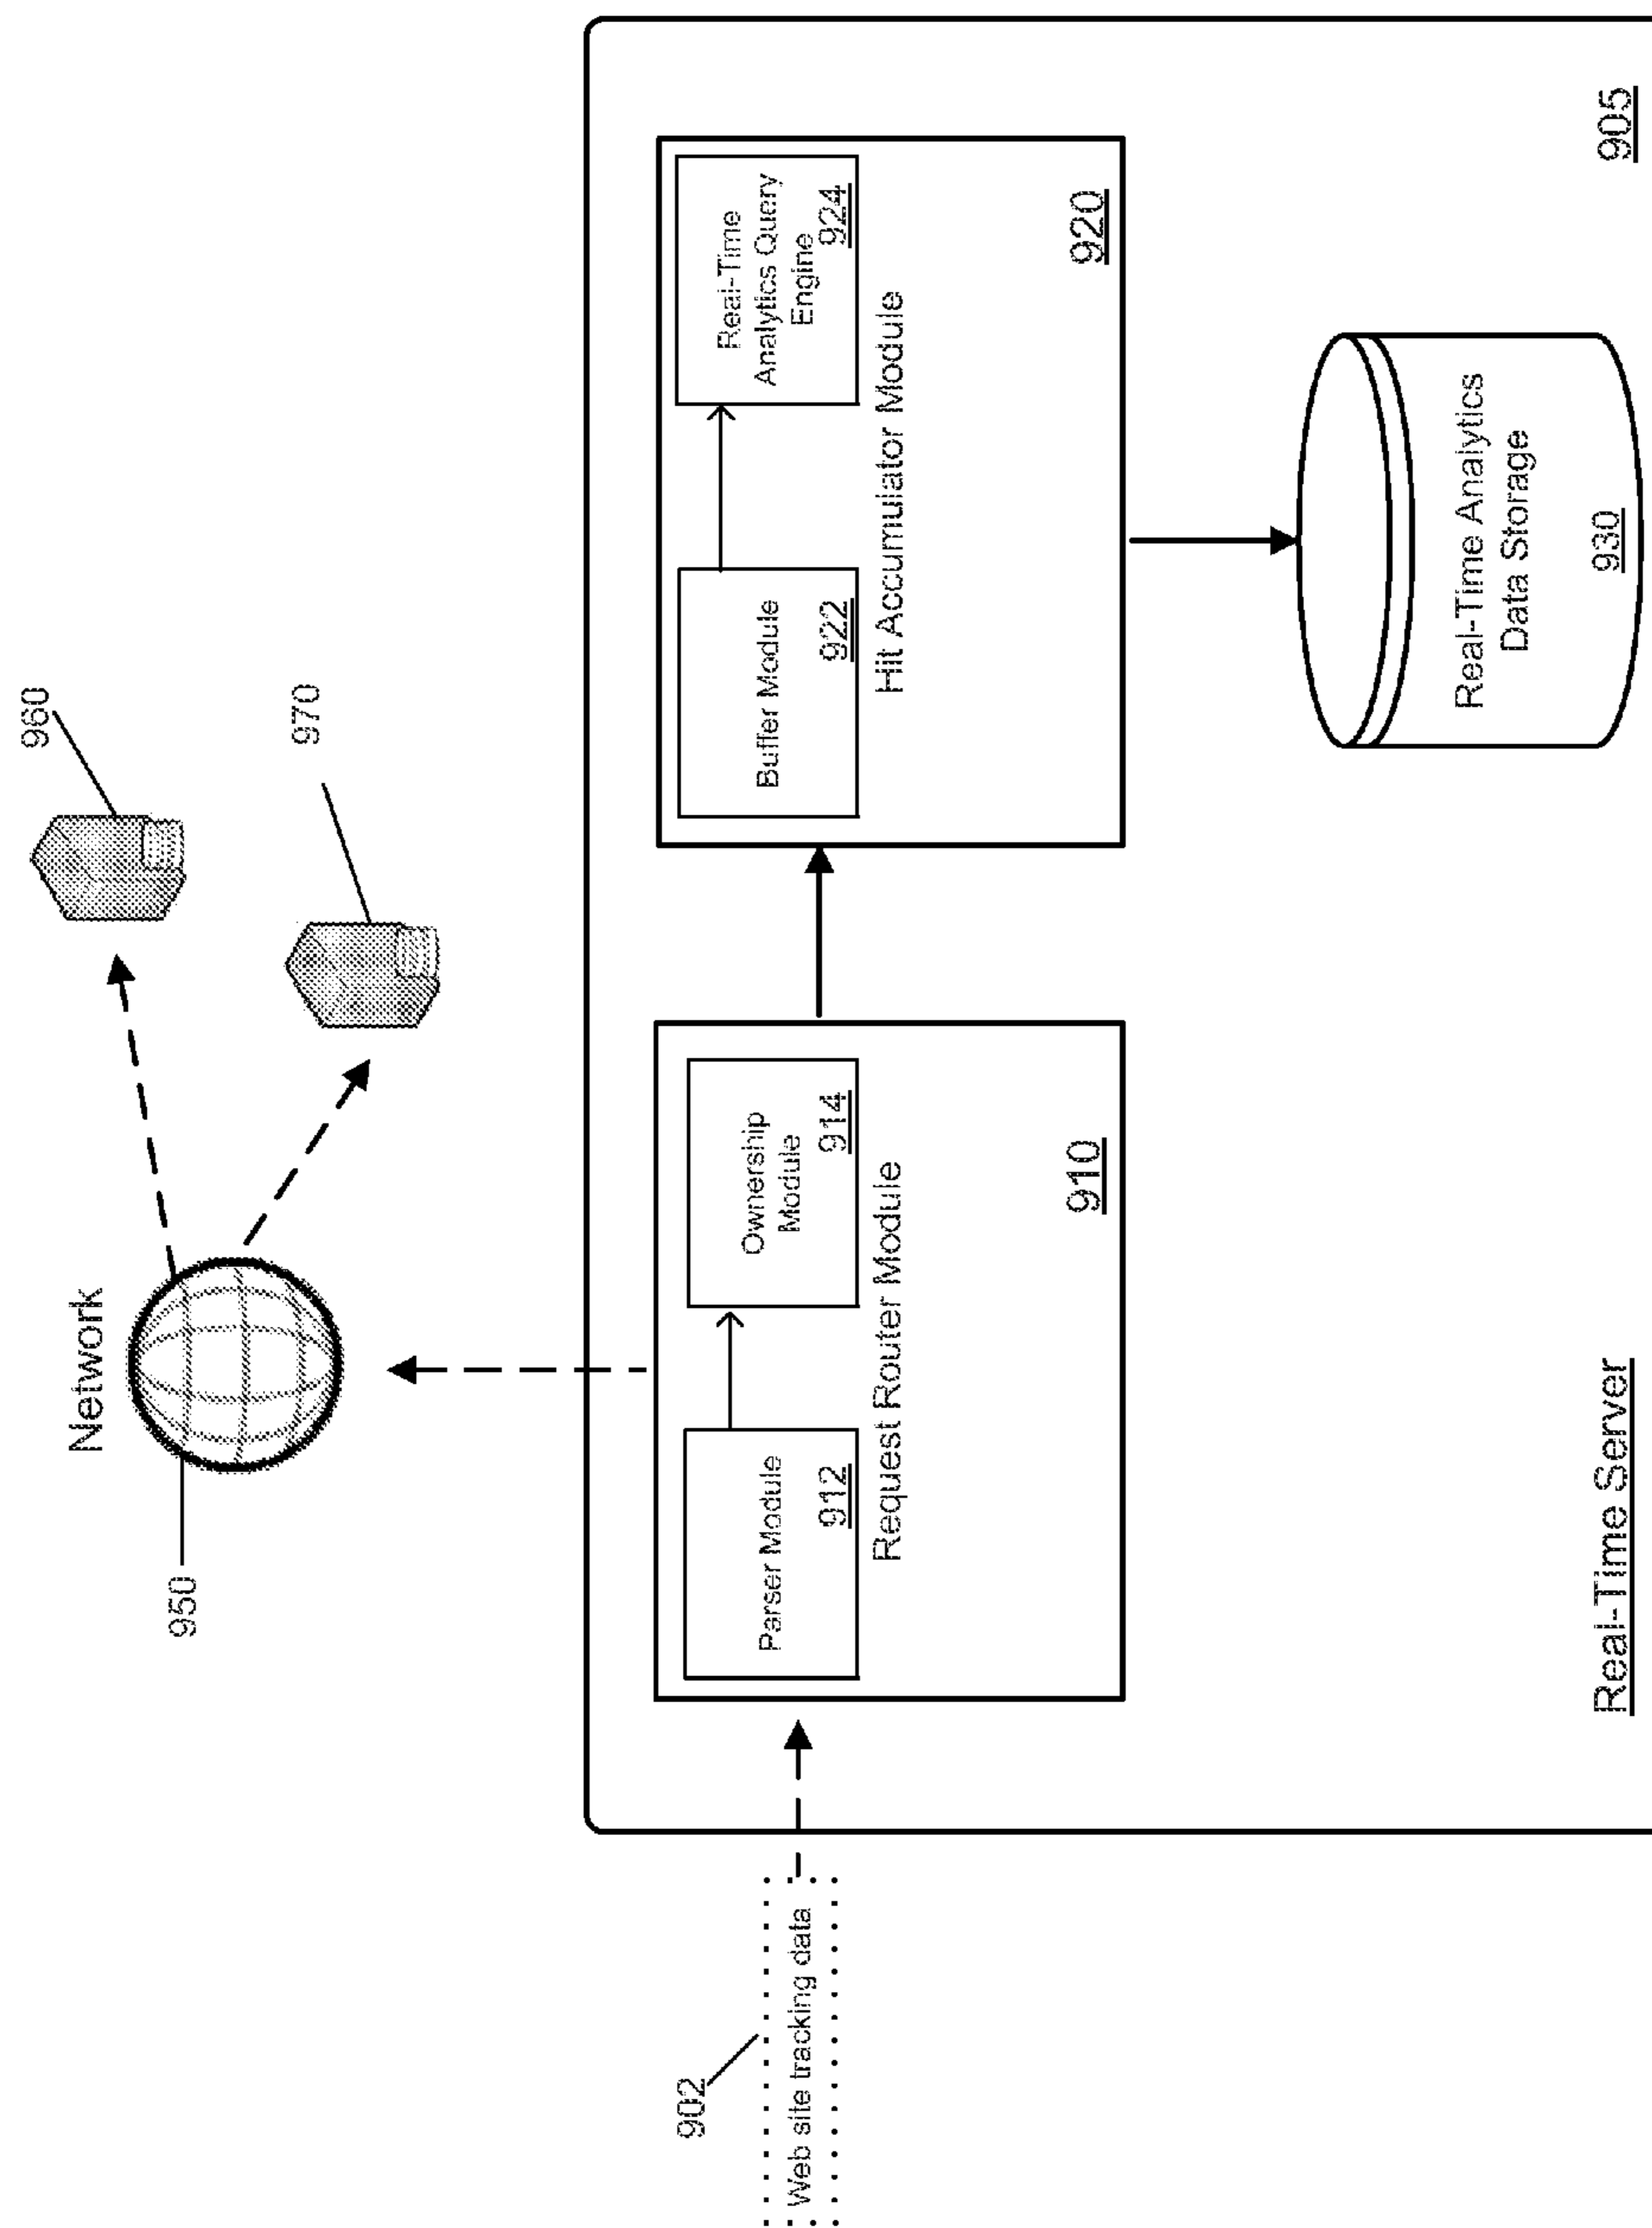 Network
950
960
970
902
Web site tracking data
Parser Module
912
Ownership
Module
914
Request Router Module
910
Buffer Module
922
Real-Time
Analytics Query
Engine
924
Hit Accumulator Module
920
Real-Time Analytics
Data Storage
930
Real-Time Server
905